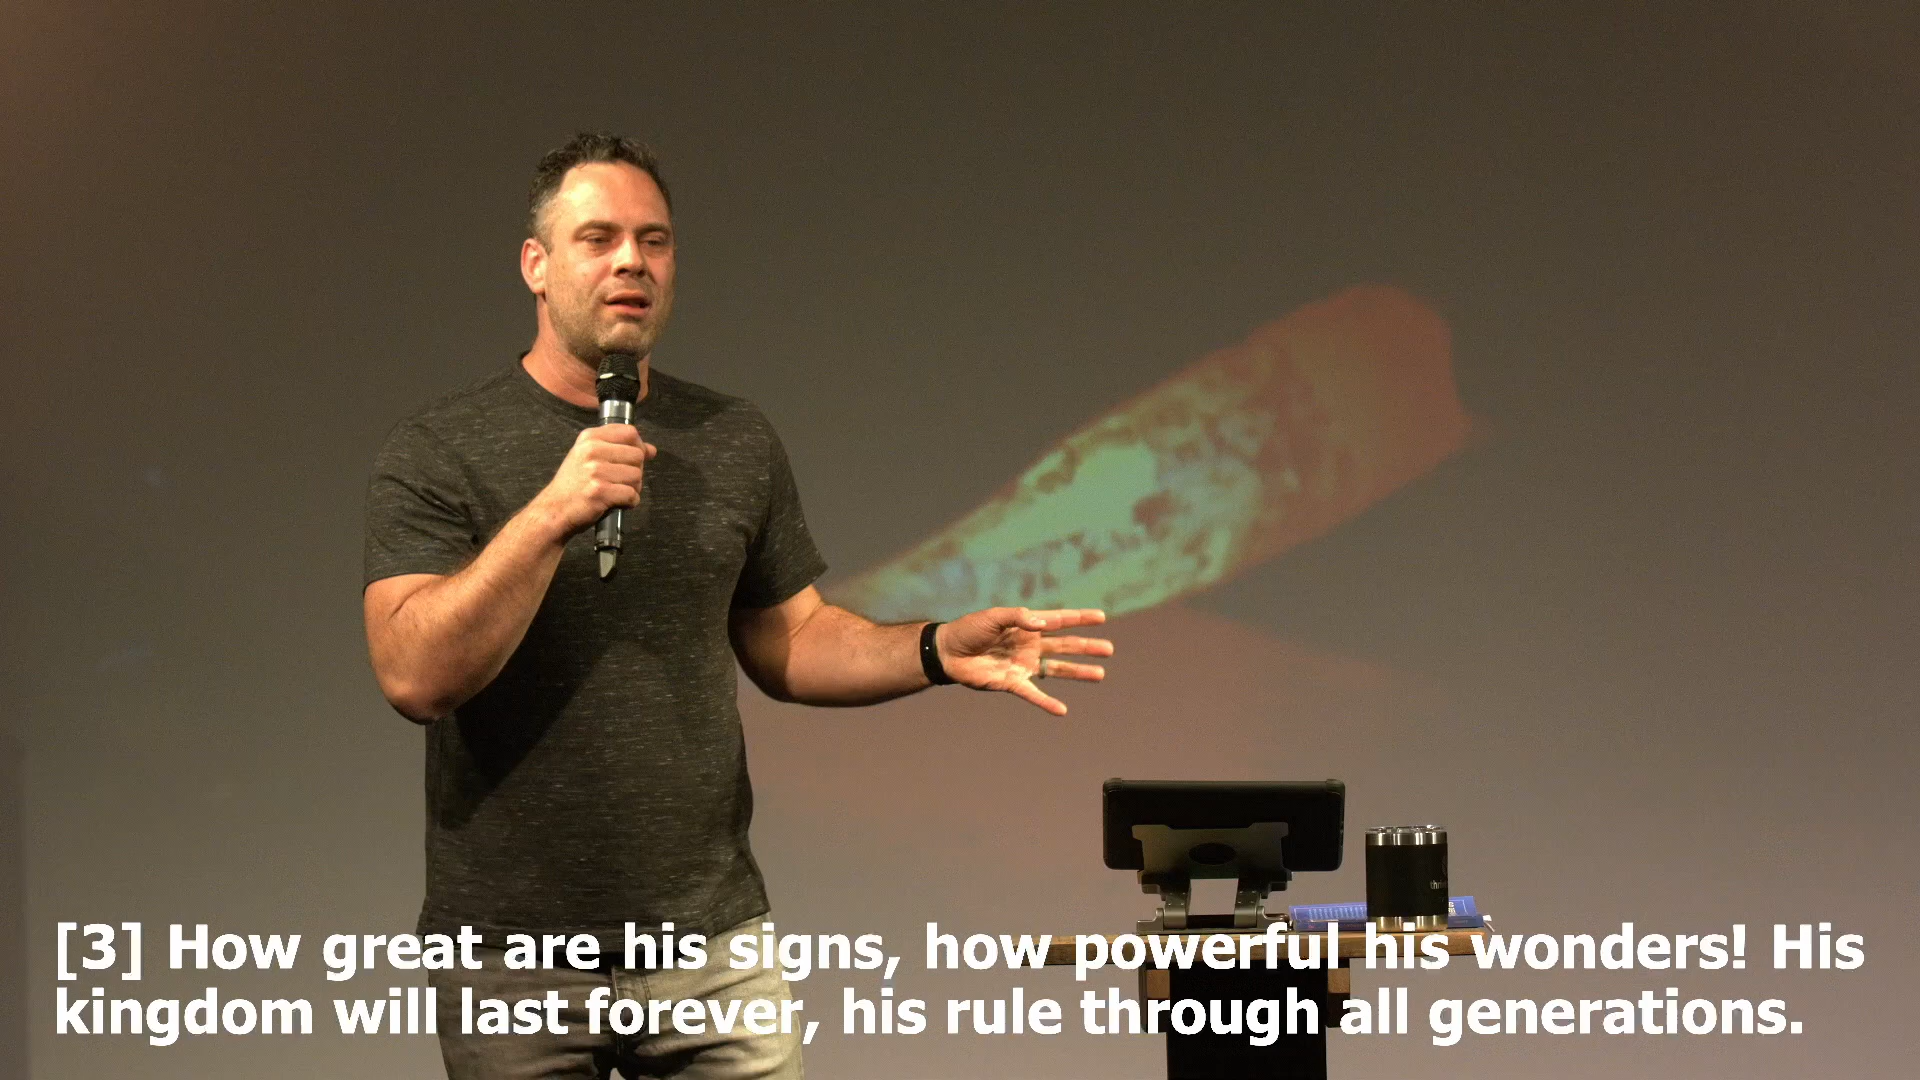 [3] How great are his signs, how powerful his wonders! His
kingdom will last forever, his rule through all generations.